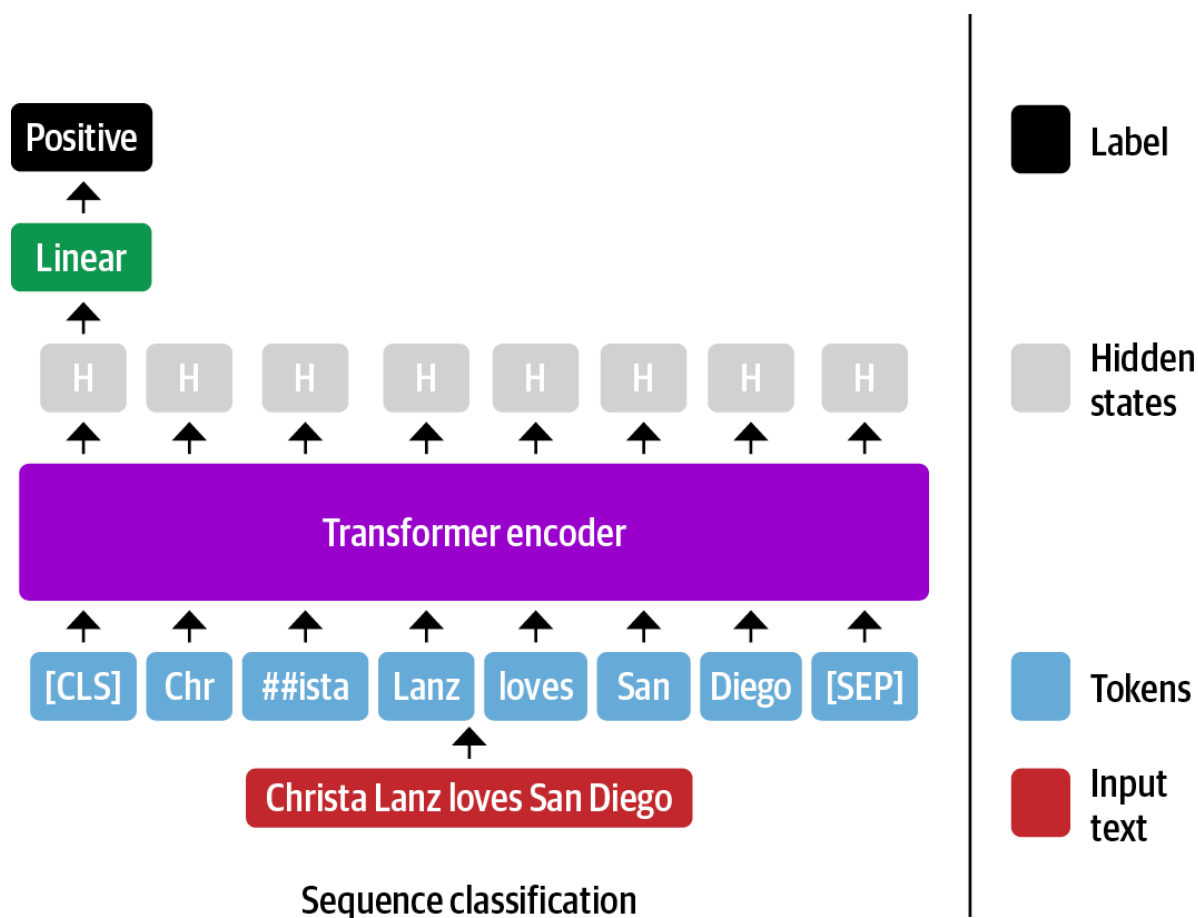 Positive
Label
Linear
H H H H H H H H
Hidden
states
Transformer encoder
[CLS] Chr ##ista Lanz loves San Diego [SEP]
Tokens
Christa Lanz loves San Diego
Input
text
Sequence classification